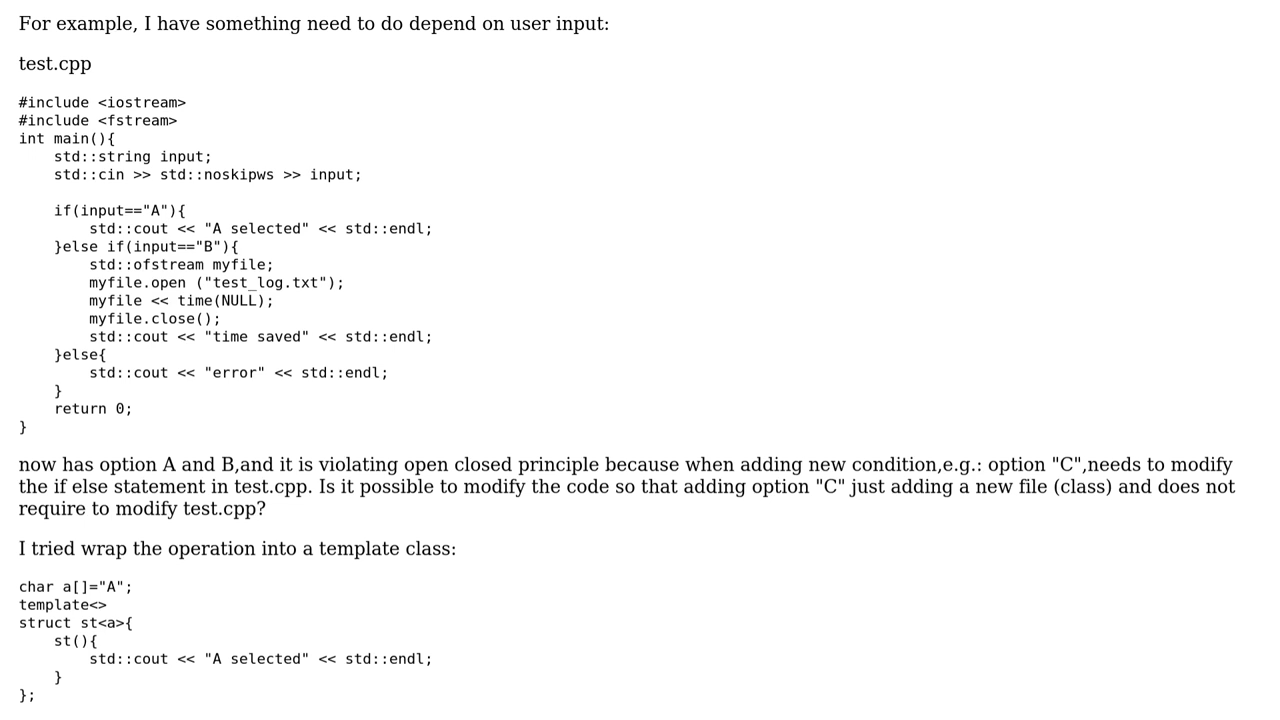 For example, I have something need to do depend on user input:
test.cpp
#include <iostream>
#include <fstream>
int main(){
    std::string input;
    std::cin >> std::noskipws >> input;

    if(input=="A"){
        std::cout << "A selected" << std::endl;
    }else if(input=="B"){
        std::ofstream myfile;
        myfile.open ("test_log.txt");
        myfile << time(NULL);
        myfile.close();
        std::cout << "time saved" << std::endl;
    }else{
        std::cout << "error" << std::endl;
    }
    return 0;
}
now has option A and B,and it is violating open closed principle because when adding new condition,e.g.: option "C",needs to modify
the if else statement in test.cpp. Is it possible to modify the code so that adding option "C" just adding a new file (class) and does not
require to modify test.cpp?
I tried wrap the operation into a template class:
char a[]="A";
template<>
struct st<a>{
    st(){
        std::cout << "A selected" << std::endl;
    }
};